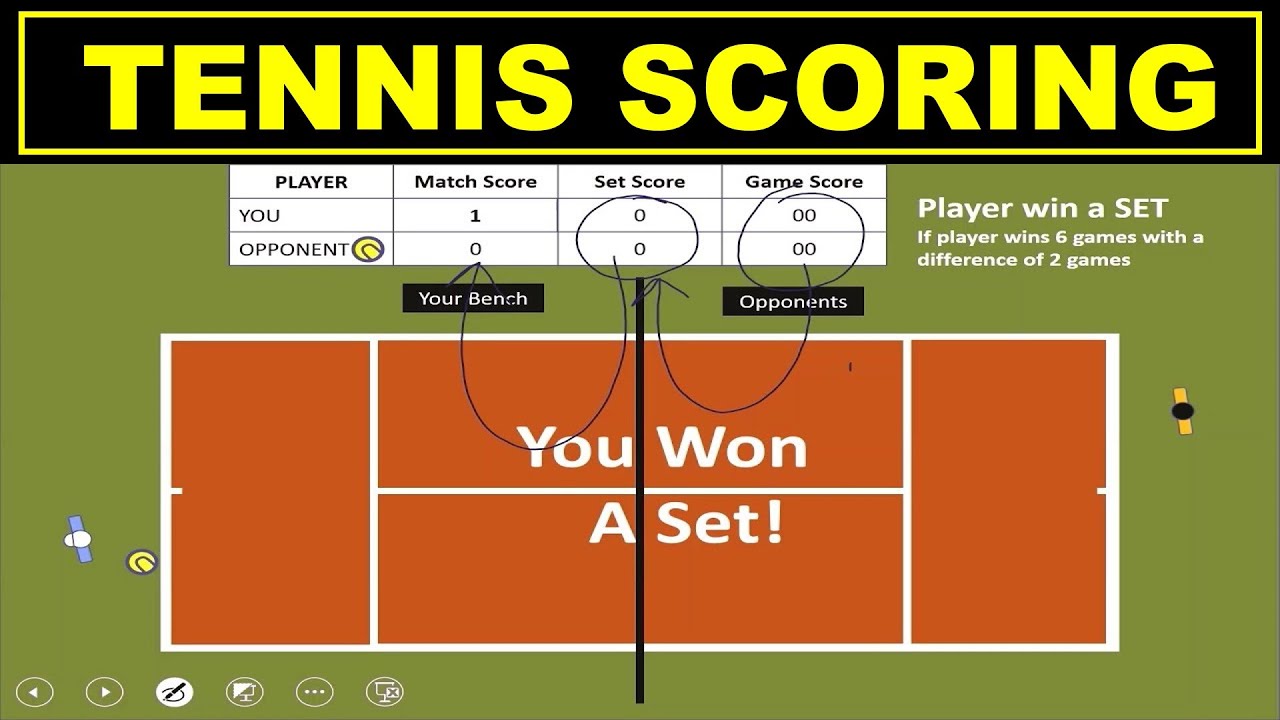 TENNIS SCORING
PLAYER Match Score Set Score Game Score
YOU 1 0 00
OPPONENT 0 0 00
Player win a SET
If player wins 6 games with a
difference of 2 games
Your Bench
Opponents
You Won
A Set!